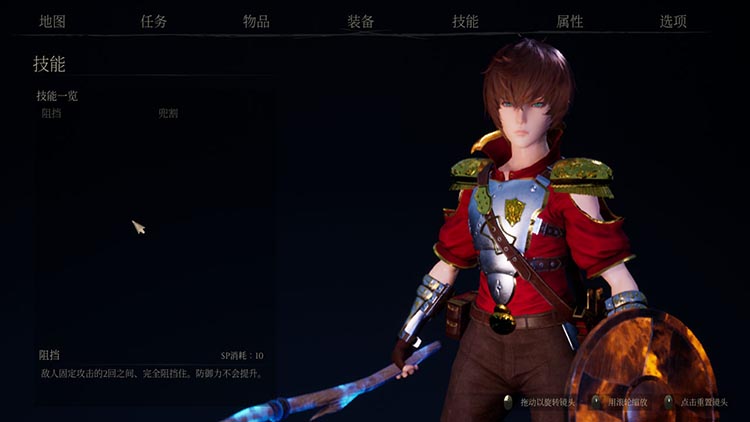 地图 任务 物品 装备 技能 属性 选项
技能
技能一览
阻挡 兜割
阻挡 SP消耗：10
敌人固定攻击的2回之间、完全阻挡住。防御力不会提升。
拖动以旋转镜头 用滚轮缩放 点击重置镜头